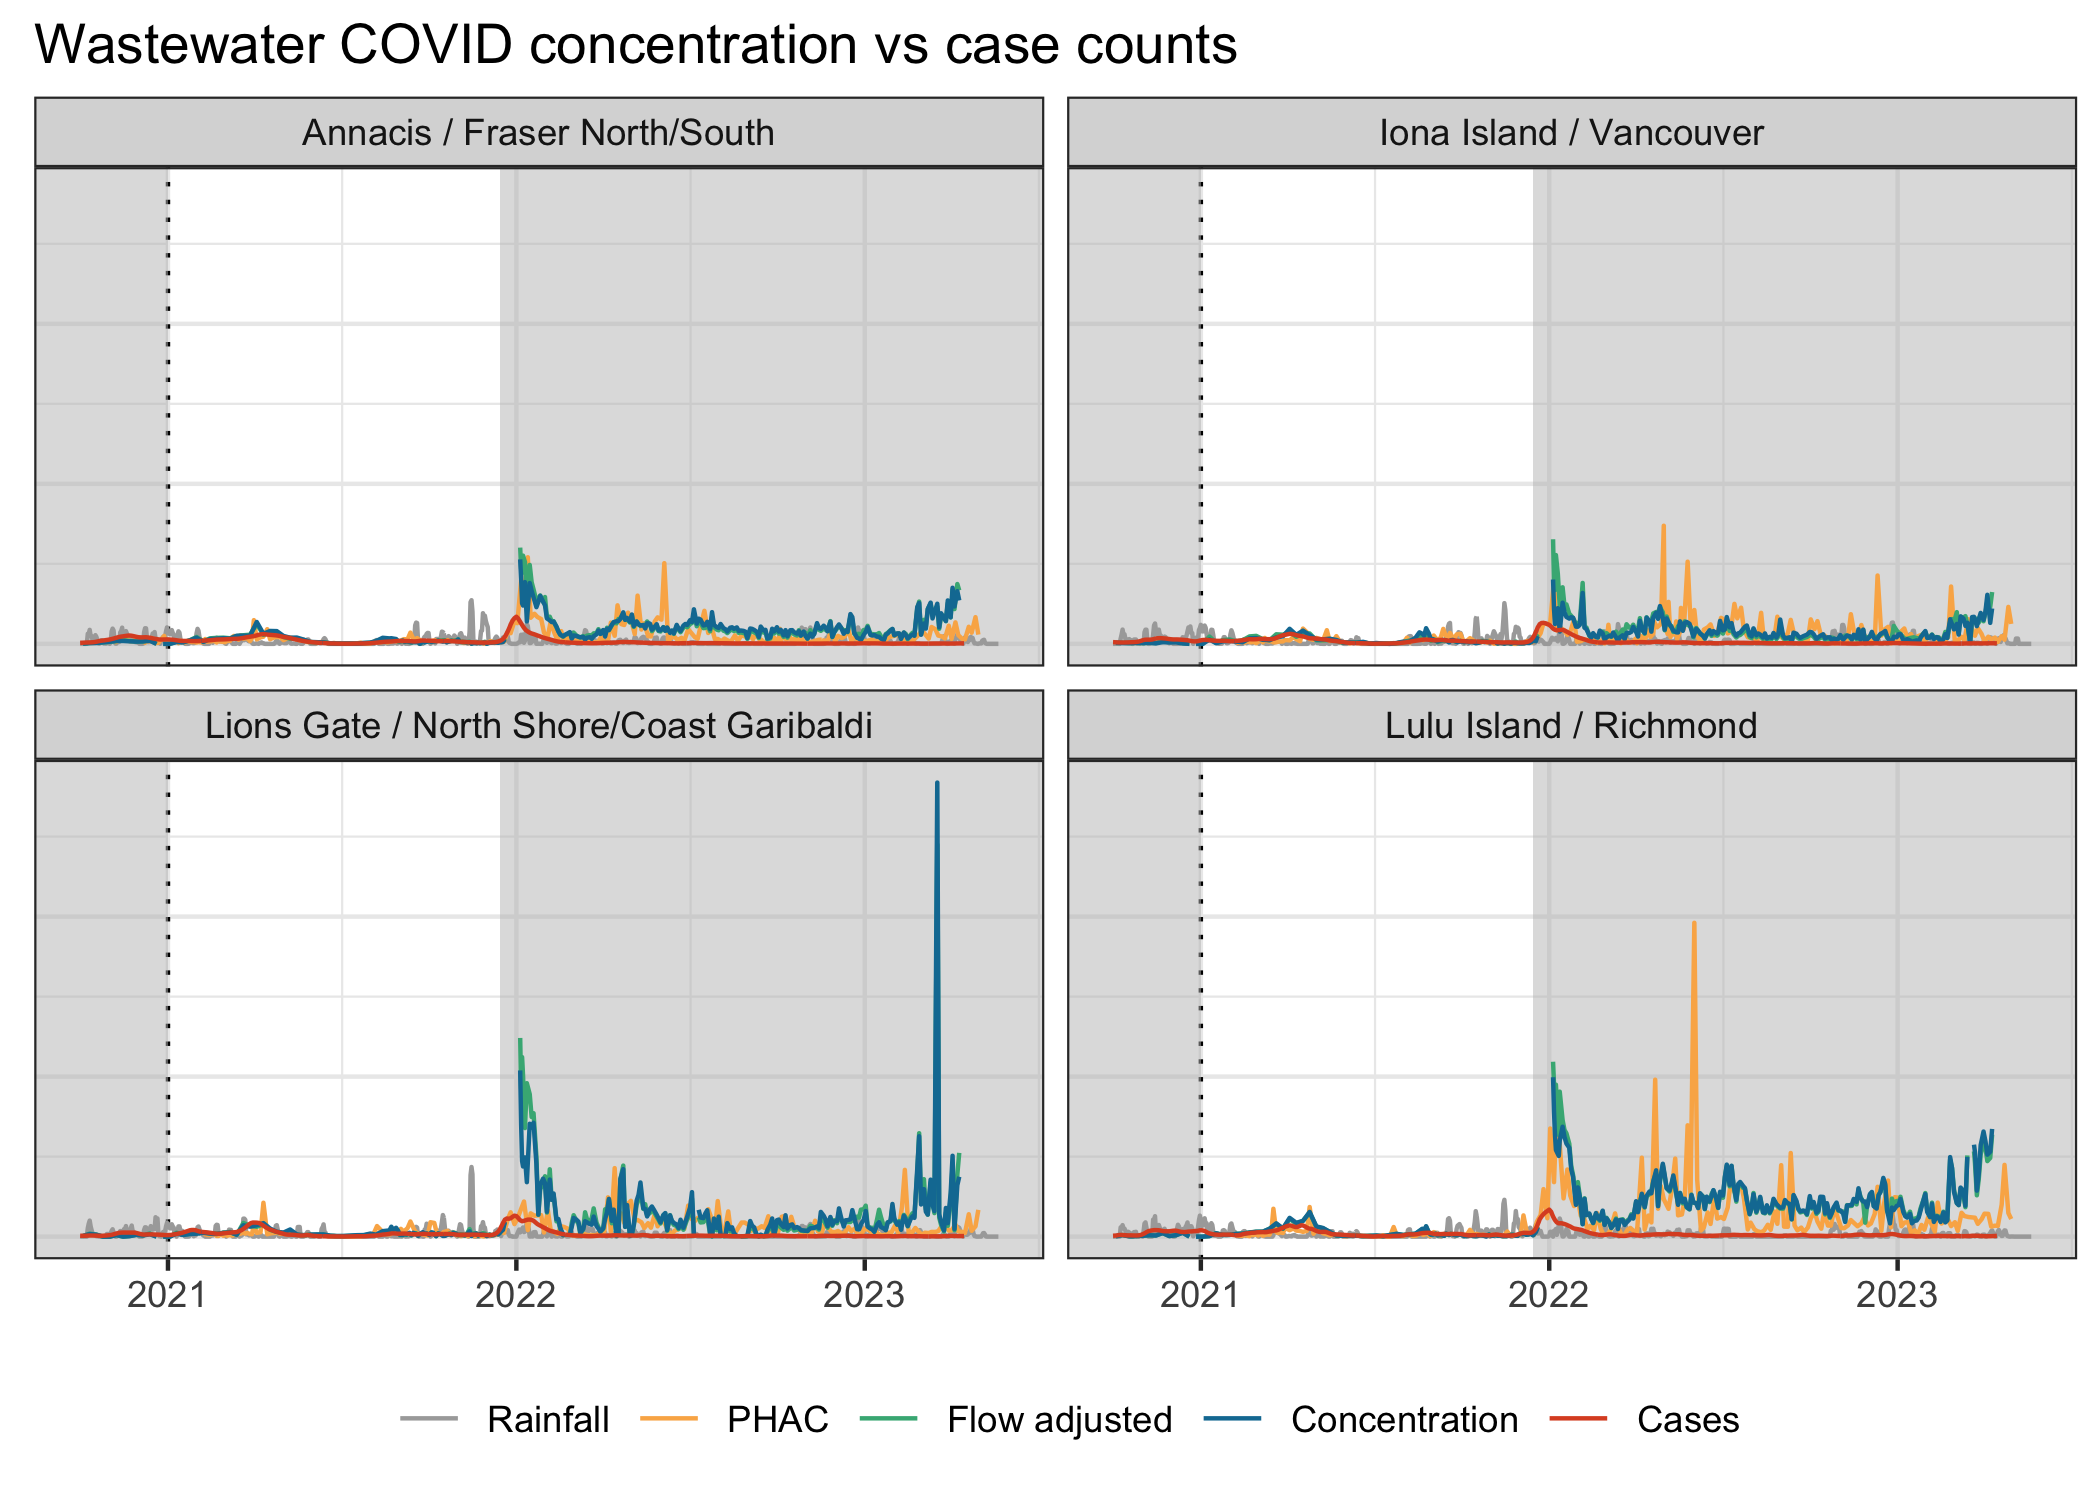 Wastewater COVID concentration vs case counts
Annacis / Fraser North/South
Iona Island / Vancouver
Lions Gate / North Shore/Coast Garibaldi
Lulu Island / Richmond
2021 2022 2023 2021 2022 2023
Rainfall PHAC Flow adjusted Concentration Cases